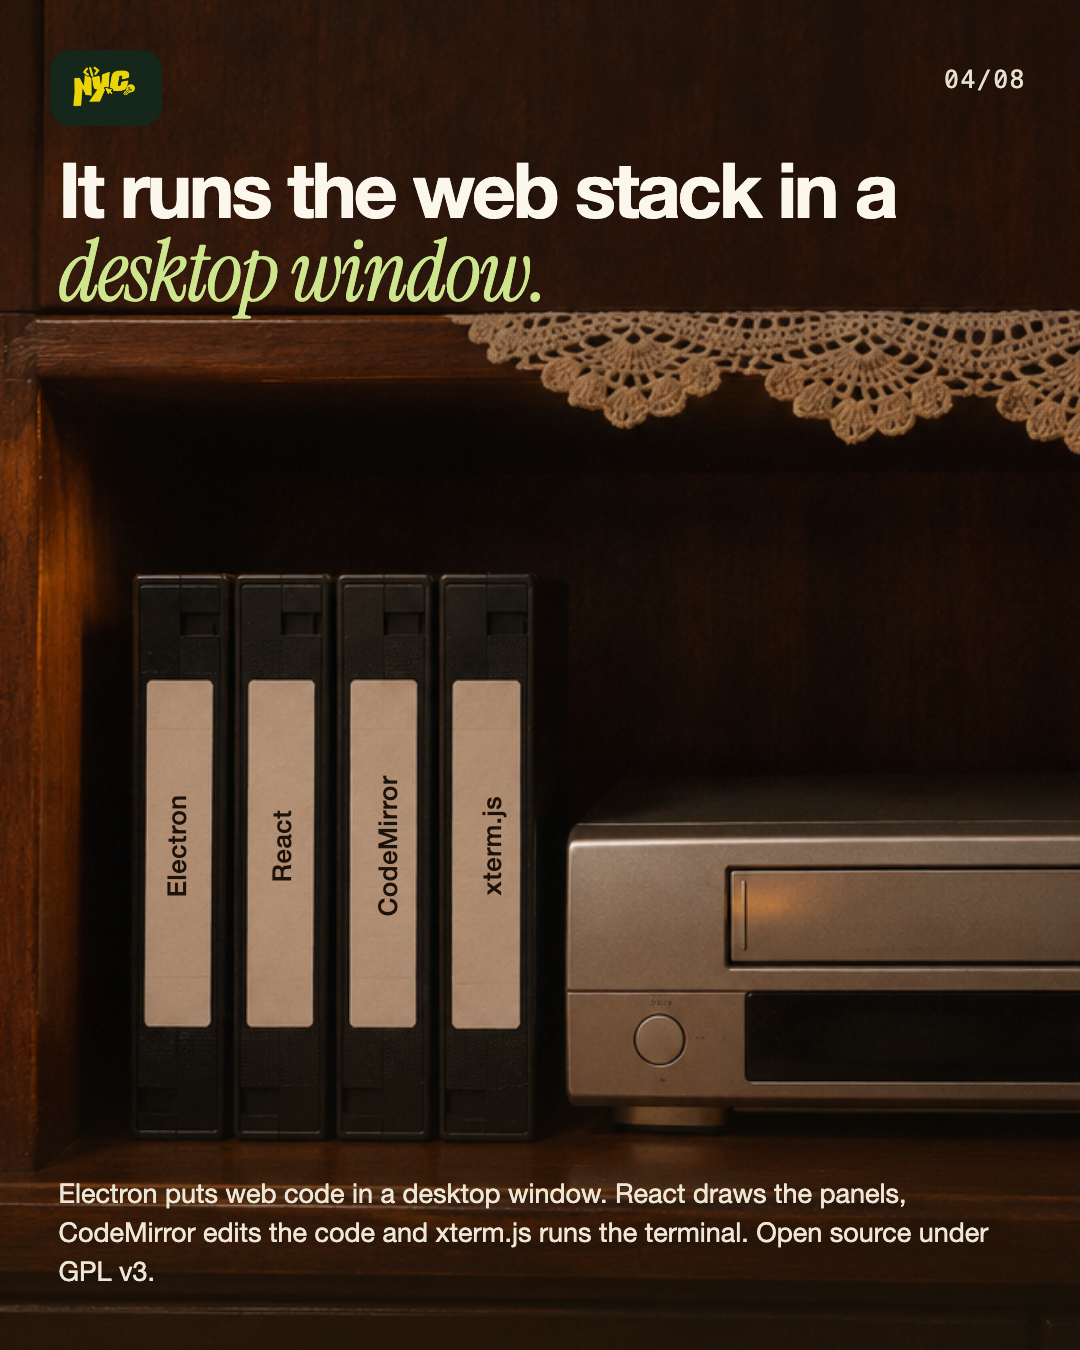 NYC
04/08
It runs the web stack in a
desktop window.
Electron
React
CodeMirror
xterm.js
Electron puts web code in a desktop window. React draws the panels,
CodeMirror edits the code and xterm.js runs the terminal. Open source under
GPL v3.